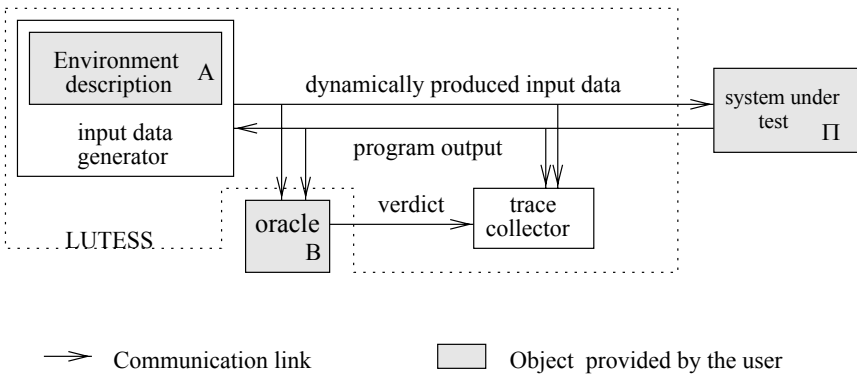 Environment
description
A
dynamically produced input data
system under
test
Π
input data
generator
program output
verdict
trace
collector
oracle
B
LUTESS
Communication link
Object provided by the user